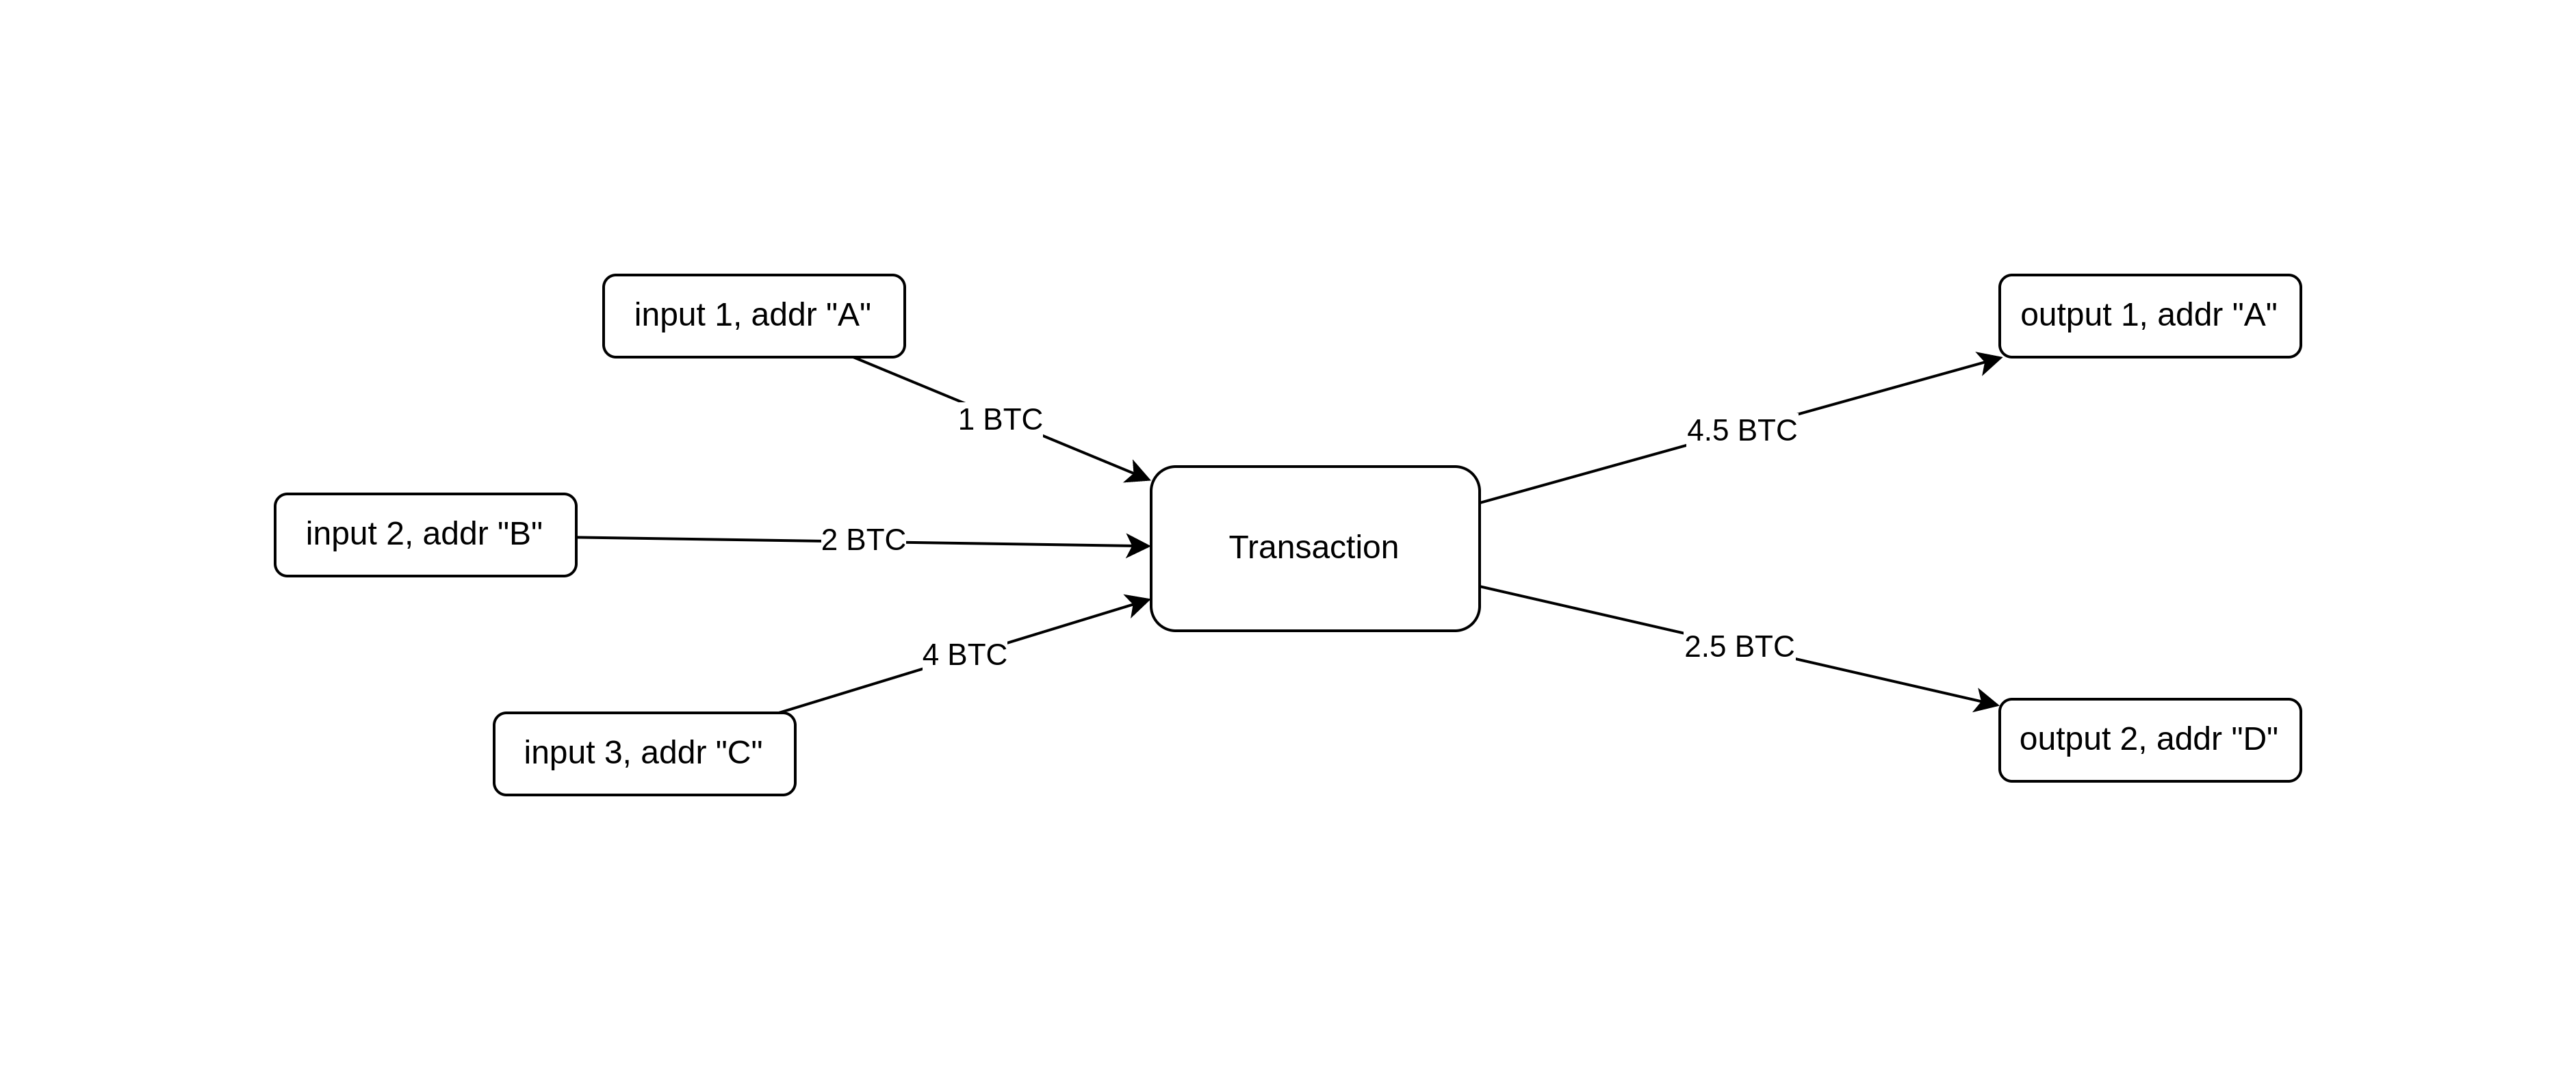 input 1, addr "A"
output 1, addr "A"
1 BTC
4.5 BTC
input 2, addr "B"
2 BTC
Transaction
4 BTC
2.5 BTC
input 3, addr "C"
output 2, addr "D"